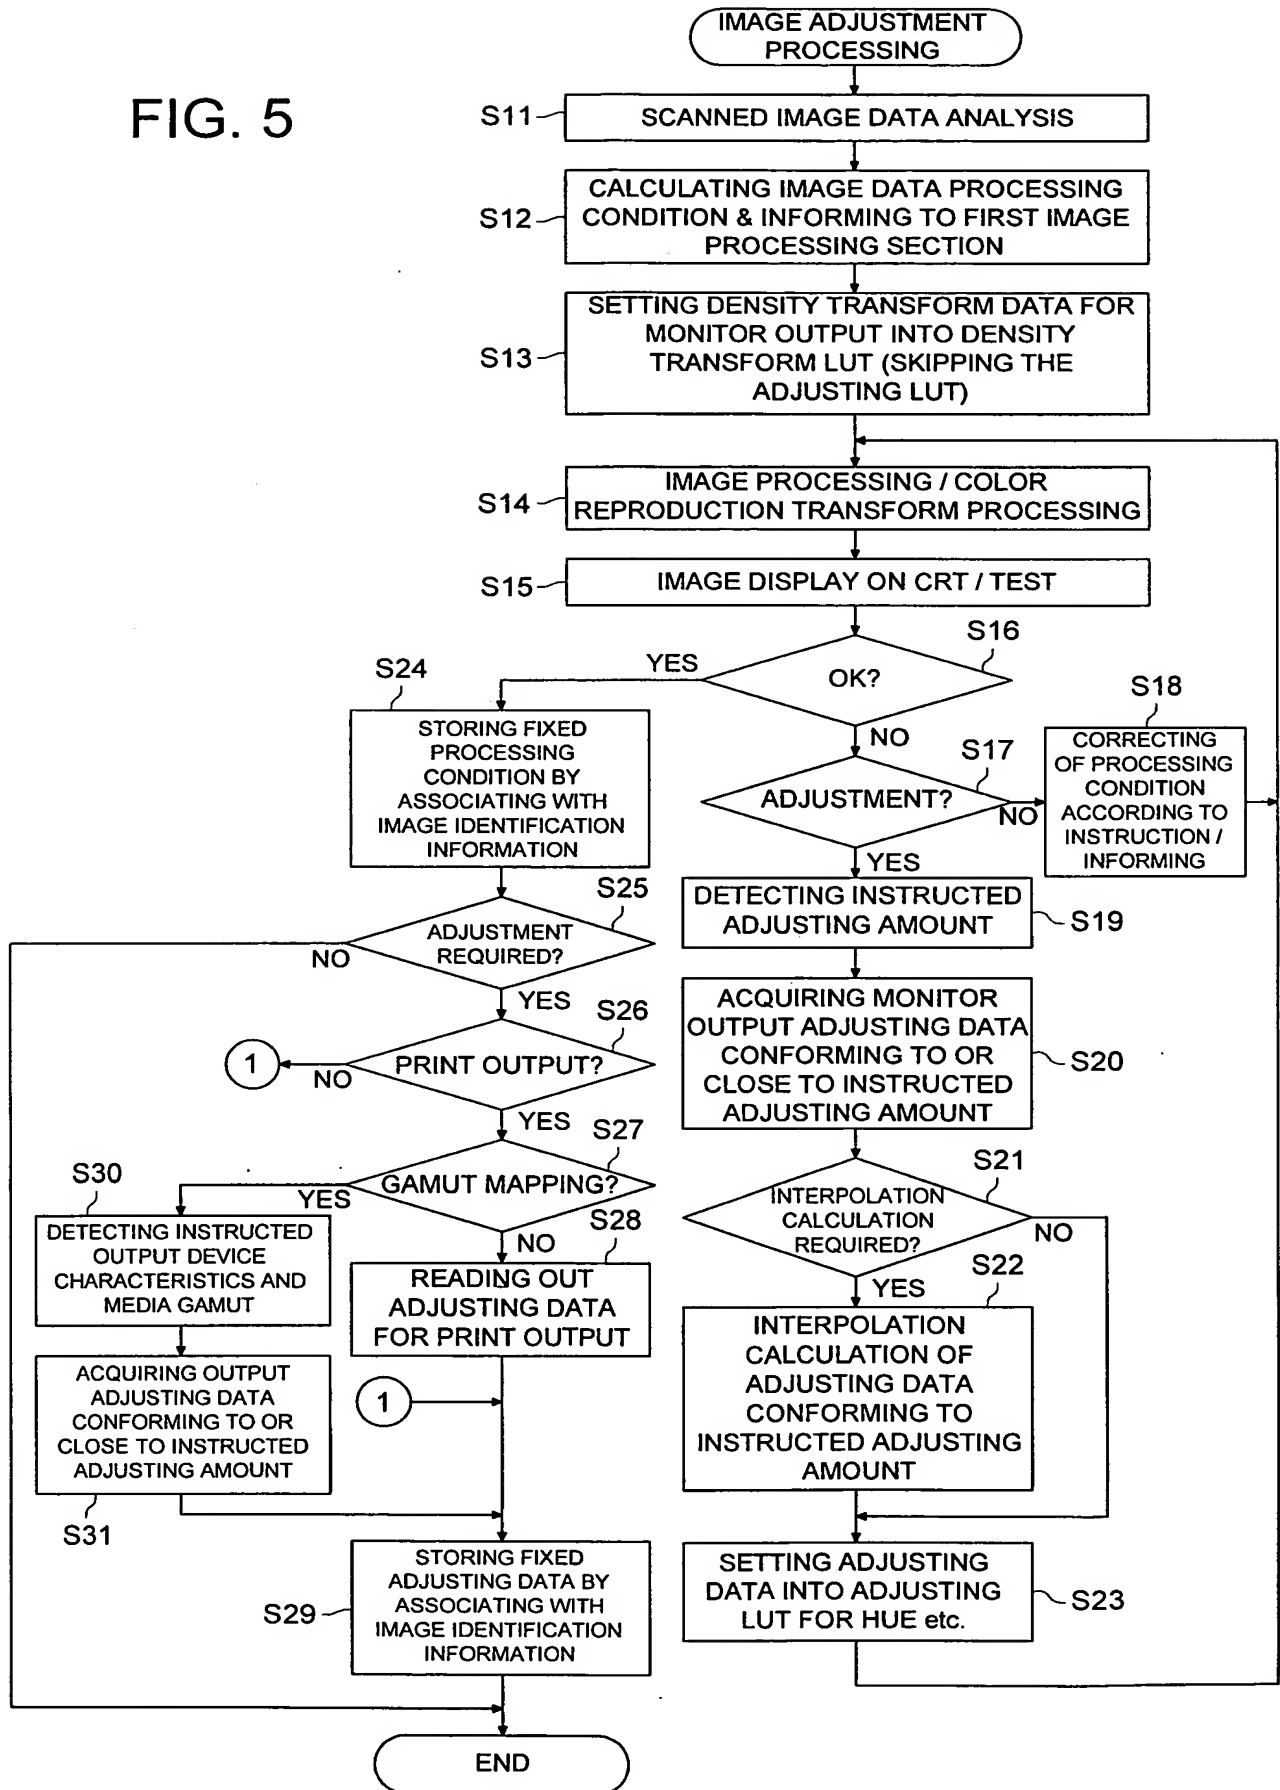 FIG. 5
IMAGE ADJUSTMENT
PROCESSING
S11
SCANNED IMAGE DATA ANALYSIS
S12
CALCULATING IMAGE DATA PROCESSING
CONDITION & INFORMING TO FIRST IMAGE
PROCESSING SECTION
S13
SETTING DENSITY TRANSFORM DATA FOR
MONITOR OUTPUT INTO DENSITY
TRANSFORM LUT (SKIPPING THE
ADJUSTING LUT)
S14
IMAGE PROCESSING / COLOR
REPRODUCTION TRANSFORM PROCESSING
S15
IMAGE DISPLAY ON CRT / TEST
S16
OK?
YES
NO
S17
ADJUSTMENT?
NO
YES
S18
CORRECTING
OF PROCESSING
CONDITION
ACCORDING TO
INSTRUCTION /
INFORMING
S19
DETECTING INSTRUCTED
ADJUSTING AMOUNT
S20
ACQUIRING MONITOR
OUTPUT ADJUSTING DATA
CONFORMING TO OR
CLOSE TO INSTRUCTED
ADJUSTING AMOUNT
S21
INTERPOLATION
CALCULATION
REQUIRED?
NO
YES
S22
INTERPOLATION
CALCULATION OF
ADJUSTING DATA
CONFORMING TO
INSTRUCTED ADJUSTING
AMOUNT
S23
SETTING ADJUSTING
DATA INTO ADJUSTING
LUT FOR HUE etc.
S24
STORING FIXED
PROCESSING
CONDITION BY
ASSOCIATING WITH
IMAGE IDENTIFICATION
INFORMATION
S25
ADJUSTMENT
REQUIRED?
NO
YES
S26
PRINT OUTPUT?
NO
1
YES
S27
GAMUT MAPPING?
YES
NO
S28
READING OUT
ADJUSTING DATA
FOR PRINT OUTPUT
1
S30
DETECTING INSTRUCTED
OUTPUT DEVICE
CHARACTERISTICS AND
MEDIA GAMUT
ACQUIRING OUTPUT
ADJUSTING DATA
CONFORMING TO OR
CLOSE TO INSTRUCTED
ADJUSTING AMOUNT
S31
S29
STORING FIXED
ADJUSTING DATA BY
ASSOCIATING WITH
IMAGE IDENTIFICATION
INFORMATION
END